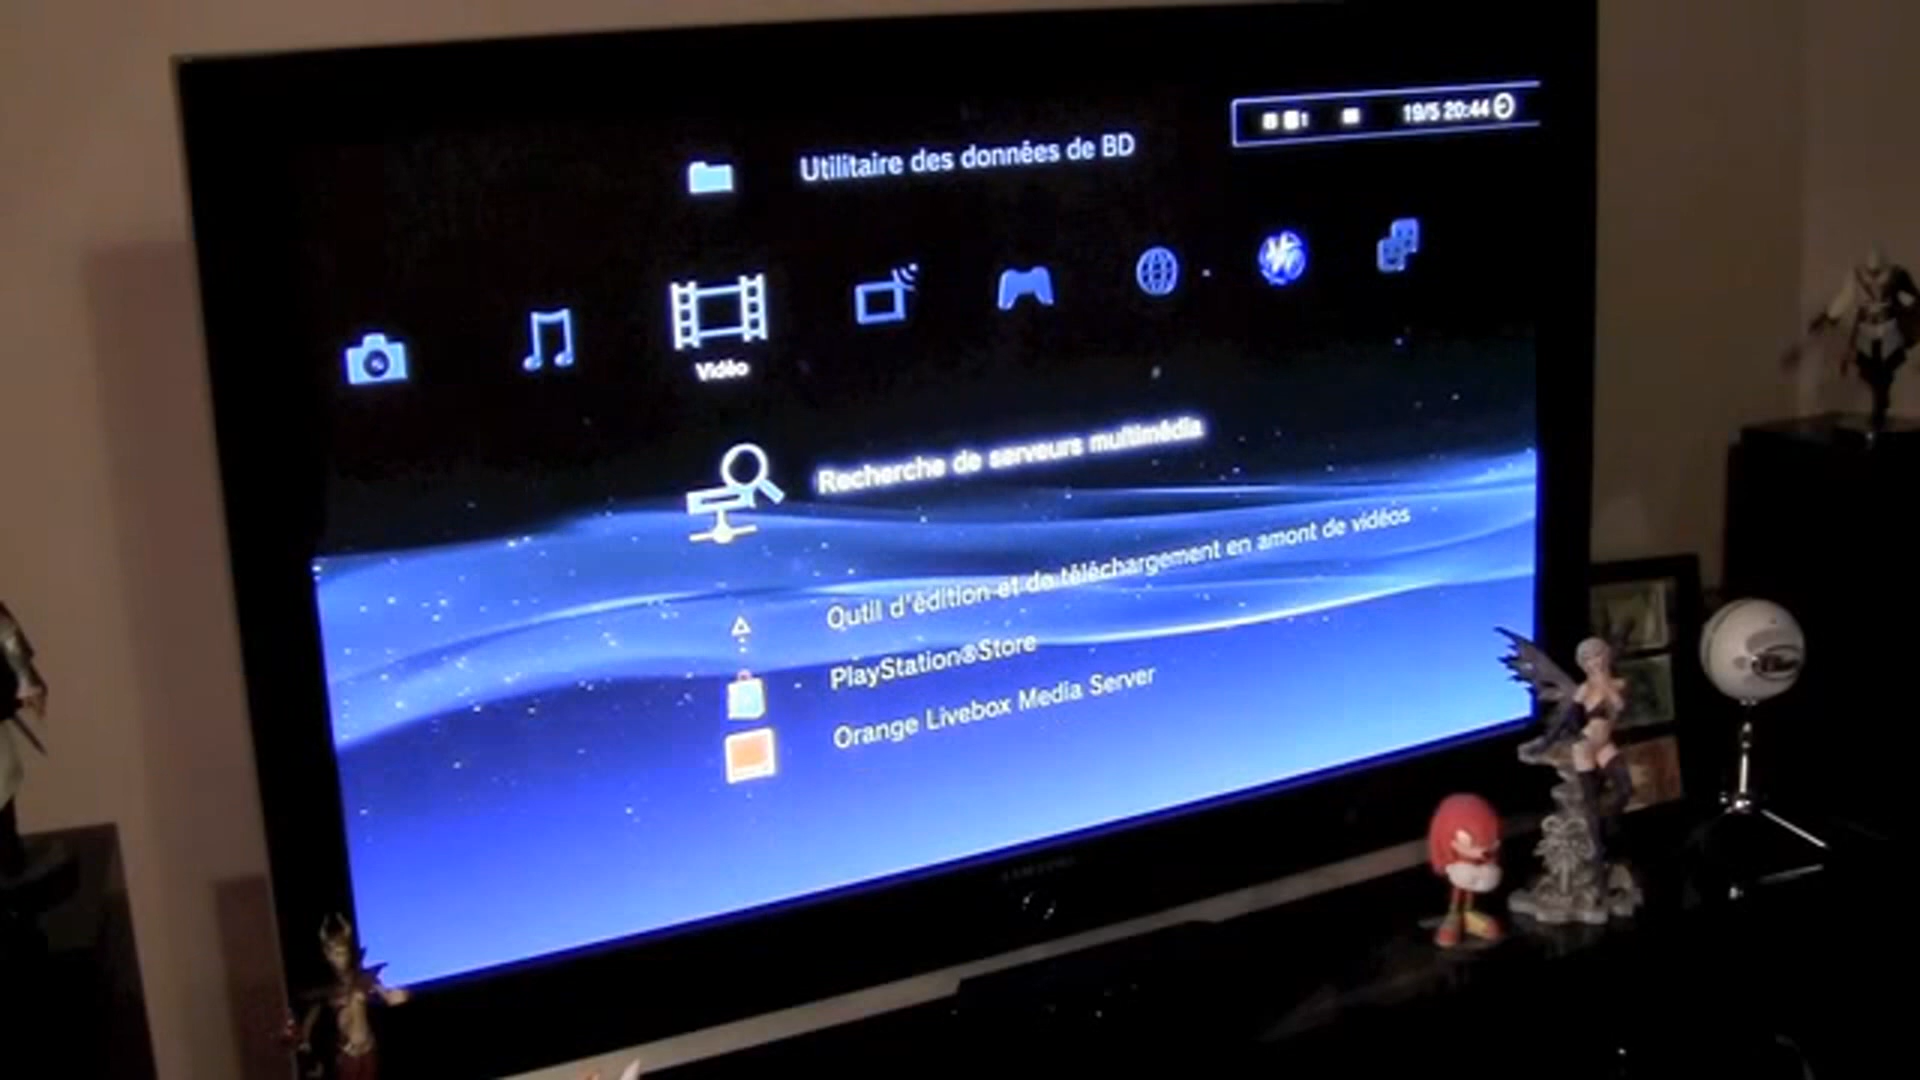 19/5 20:44
Utilitaire des données de BD
Vidéo
Recherche de serveurs multimédia
Outil d'édition et de téléchargement en amont de vidéos
PlayStation®Store
Orange Livebox Media Server
SAMSUNG